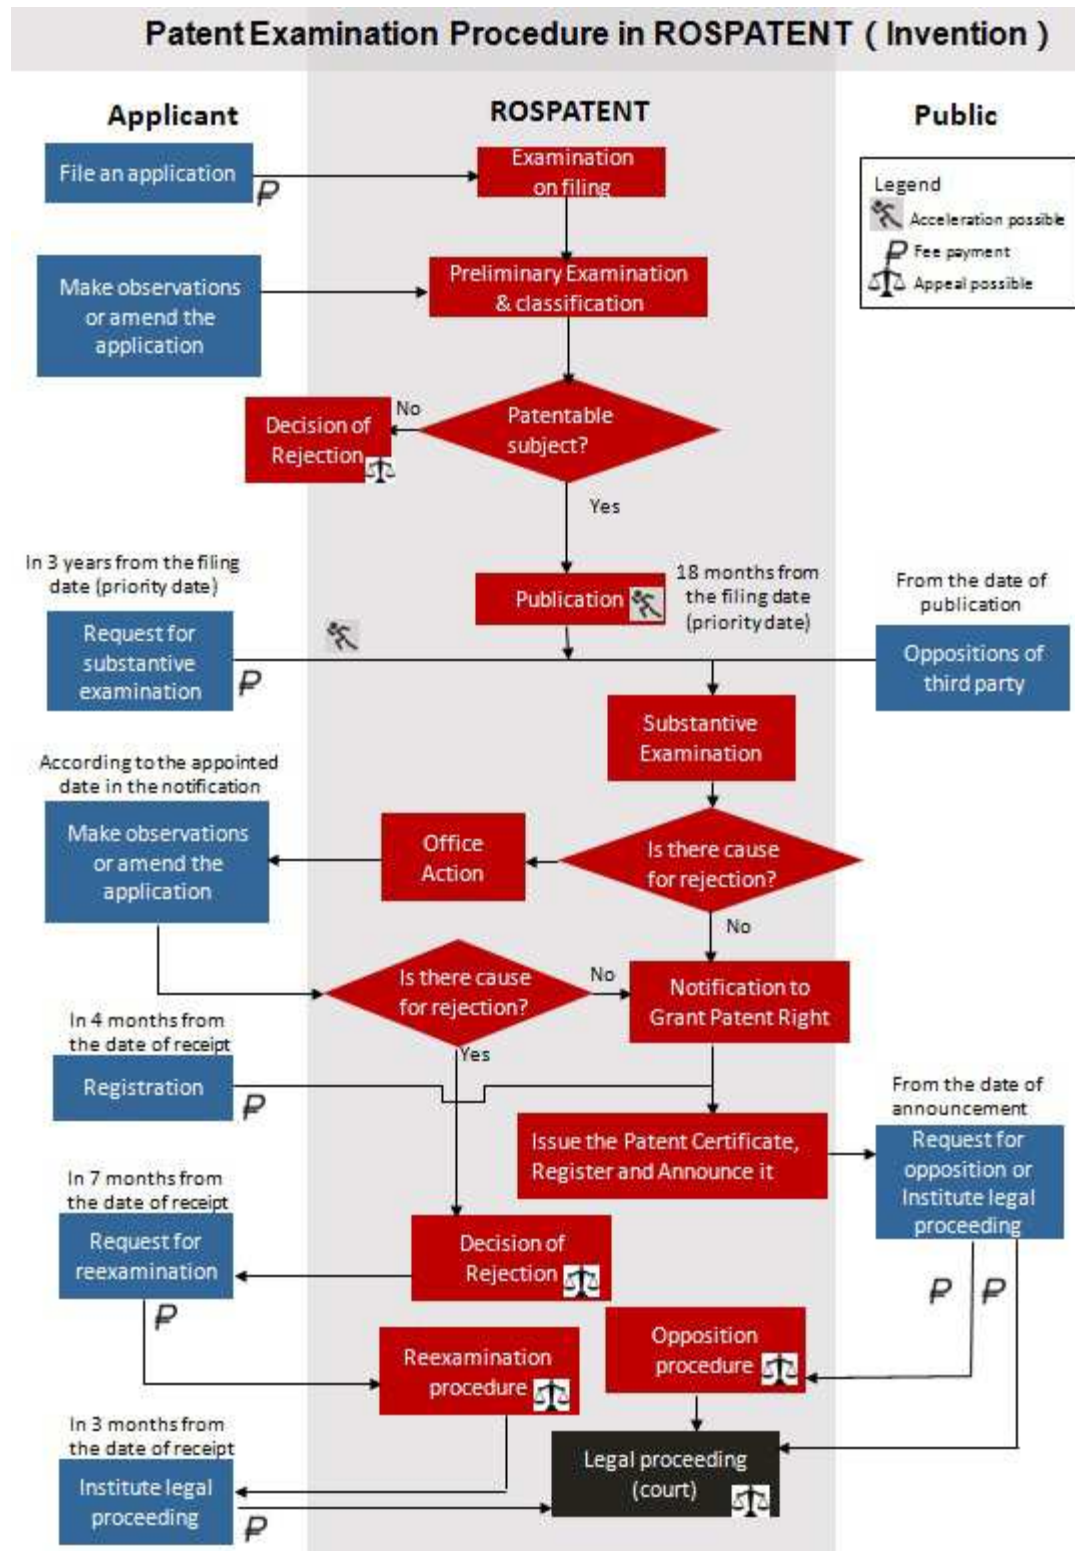 Patent Examination Procedure in ROSPATENT ( Invention )
Applicant
ROSPATENT
Public
File an application
Examination
on filing
Legend
Acceleration possible
Fee payment
Appeal possible
Make observations
or amend the
application
Preliminary Examination
& classification
Patentable
subject?
No
Decision of
Rejection
Yes
In 3 years from the filing
date (priority date)
Request for
substantive
examination
Publication
18 months from
the filing date
(priority date)
From the date of
publication
Oppositions of
third party
Substantive
Examination
According to the appointed
date in the notification
Make observations
or amend the
application
Office
Action
Is there cause
for rejection?
No
Is there cause
for rejection?
No
Notification to
Grant Patent Right
Yes
In 4 months from
the date of receipt
Registration
Issue the Patent Certificate,
Register and Announce it
From the date of
announcement
Request for
opposition or
Institute legal
proceeding
In 7 months from
the date of receipt
Request for
reexamination
Decision of
Rejection
Reexamination
procedure
Opposition
procedure
In 3 months from
the date of receipt
Institute legal
proceeding
Legal proceeding
(court)